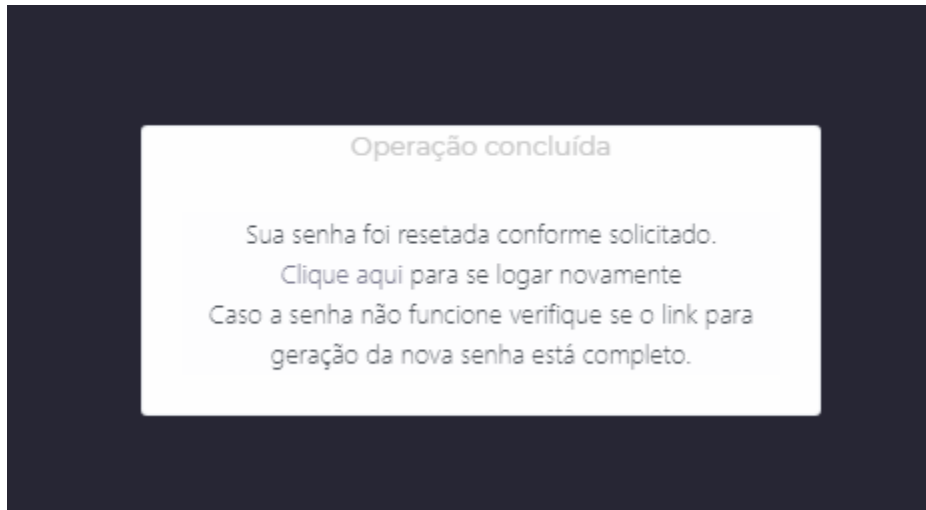 Operação concluída
Sua senha foi resetada conforme solicitado.
Clique aqui para se logar novamente
Caso a senha não funcione verifique se o link para
geração da nova senha está completo.